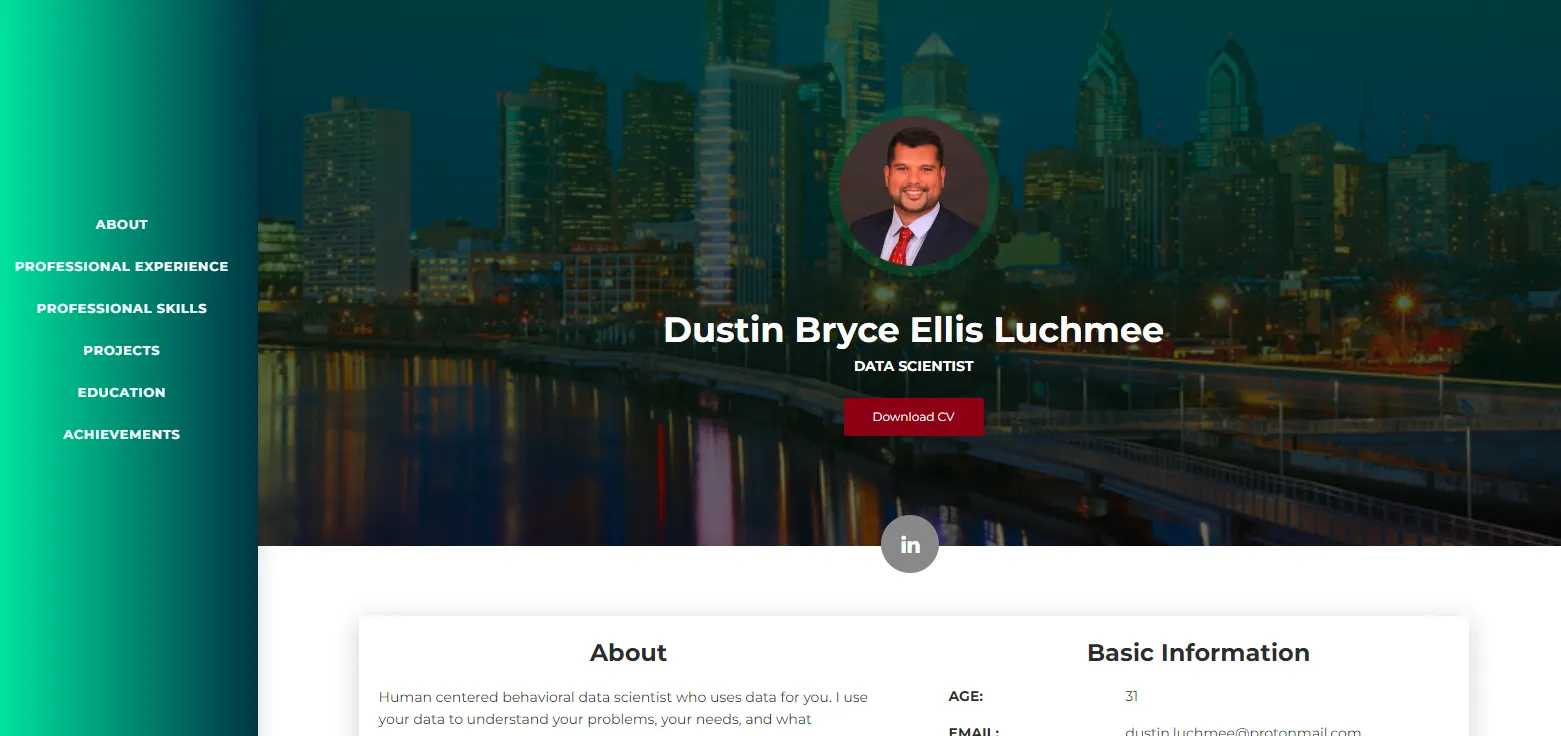 ABOUT
PROFESSIONAL EXPERIENCE
PROFESSIONAL SKILLS
PROJECTS
EDUCATION
ACHIEVEMENTS
Dustin Bryce Ellis Luchmee
DATA SCIENTIST
Download CV
in
About
Human centered behavioral data scientist who uses data for you. I use
your data to understand your problems, your needs, and what
Basic Information
AGE: 31
EMAIL: dustin.luchmee@protonmail.com